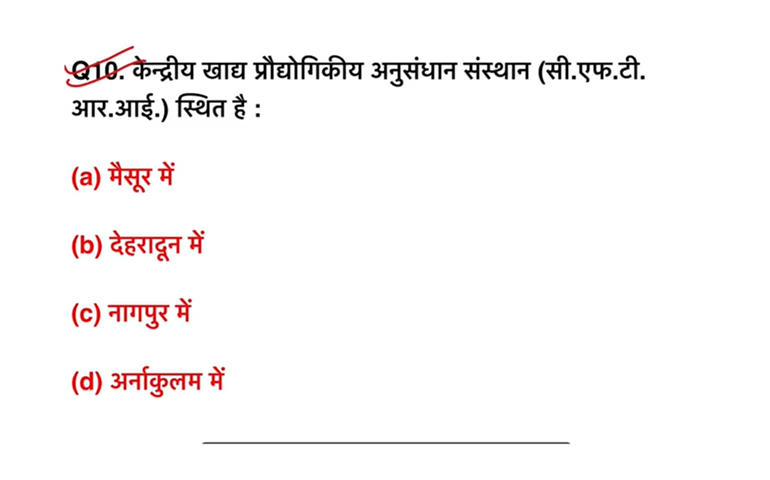 Q10. केन्द्रीय खाद्य प्रौद्योगिकीय अनुसंधान संस्थान (सी.एफ.टी.
आर.आई.) स्थित है :
(a) मैसूर में
(b) देहरादून में
(c) नागपुर में
(d) अर्नाकुलम में